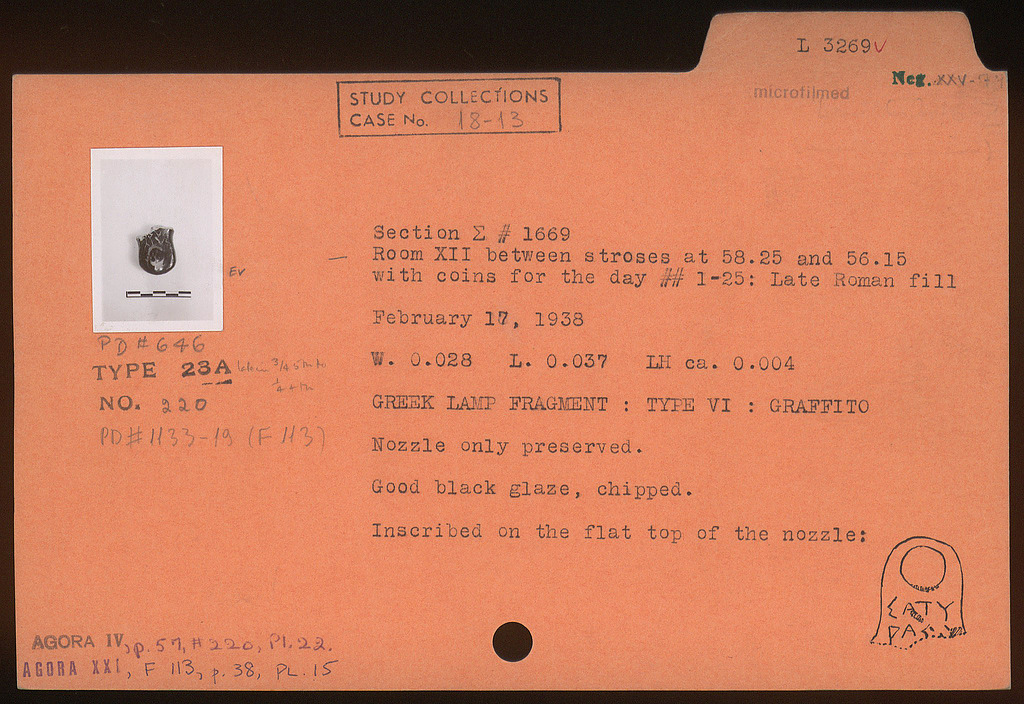 L 3269 v
Neg. XXV-
microfilmed
STUDY COLLECTIONS
CASE No. 18-13
Section Σ # 1669
Room XII between stroses at 58.25 and 56.15
with coins for the day ## 1-25: Late Roman fill
EV
February 17, 1938
PD # 646
W. 0.028 L. 0.037 LH ca. 0.004
TYPE 23A
NO. 220
GREEK LAMP FRAGMENT : TYPE VI : GRAFFITO
PD# 1133-19 (F 113)
Nozzle only preserved.
Good black glaze, chipped.
Inscribed on the flat top of the nozzle:
ΣΑΤΥ
ΡΑΣ
AGORA IV, p. 57, # 220, Pl. 22.
AGORA XXI, F 113, p. 38, PL. 15